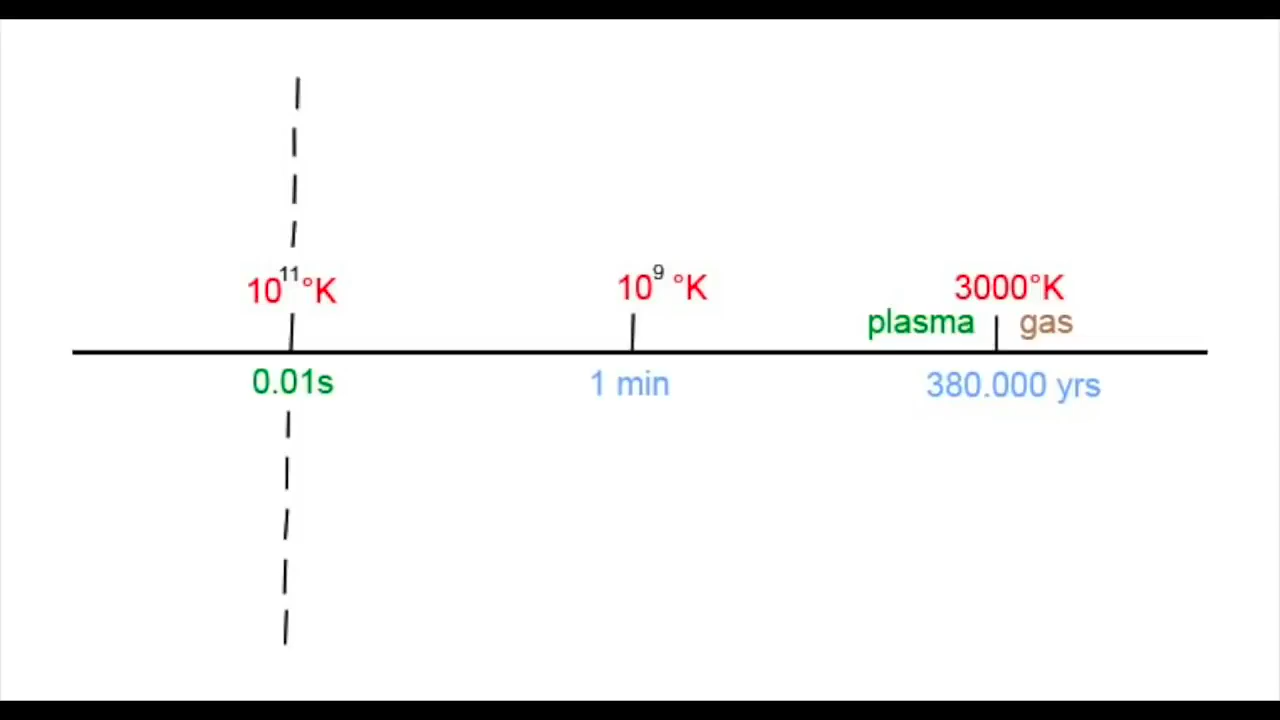 10¹¹ °K
10⁹ °K
3000°K
plasma
gas
0.01s
1 min
380.000 yrs